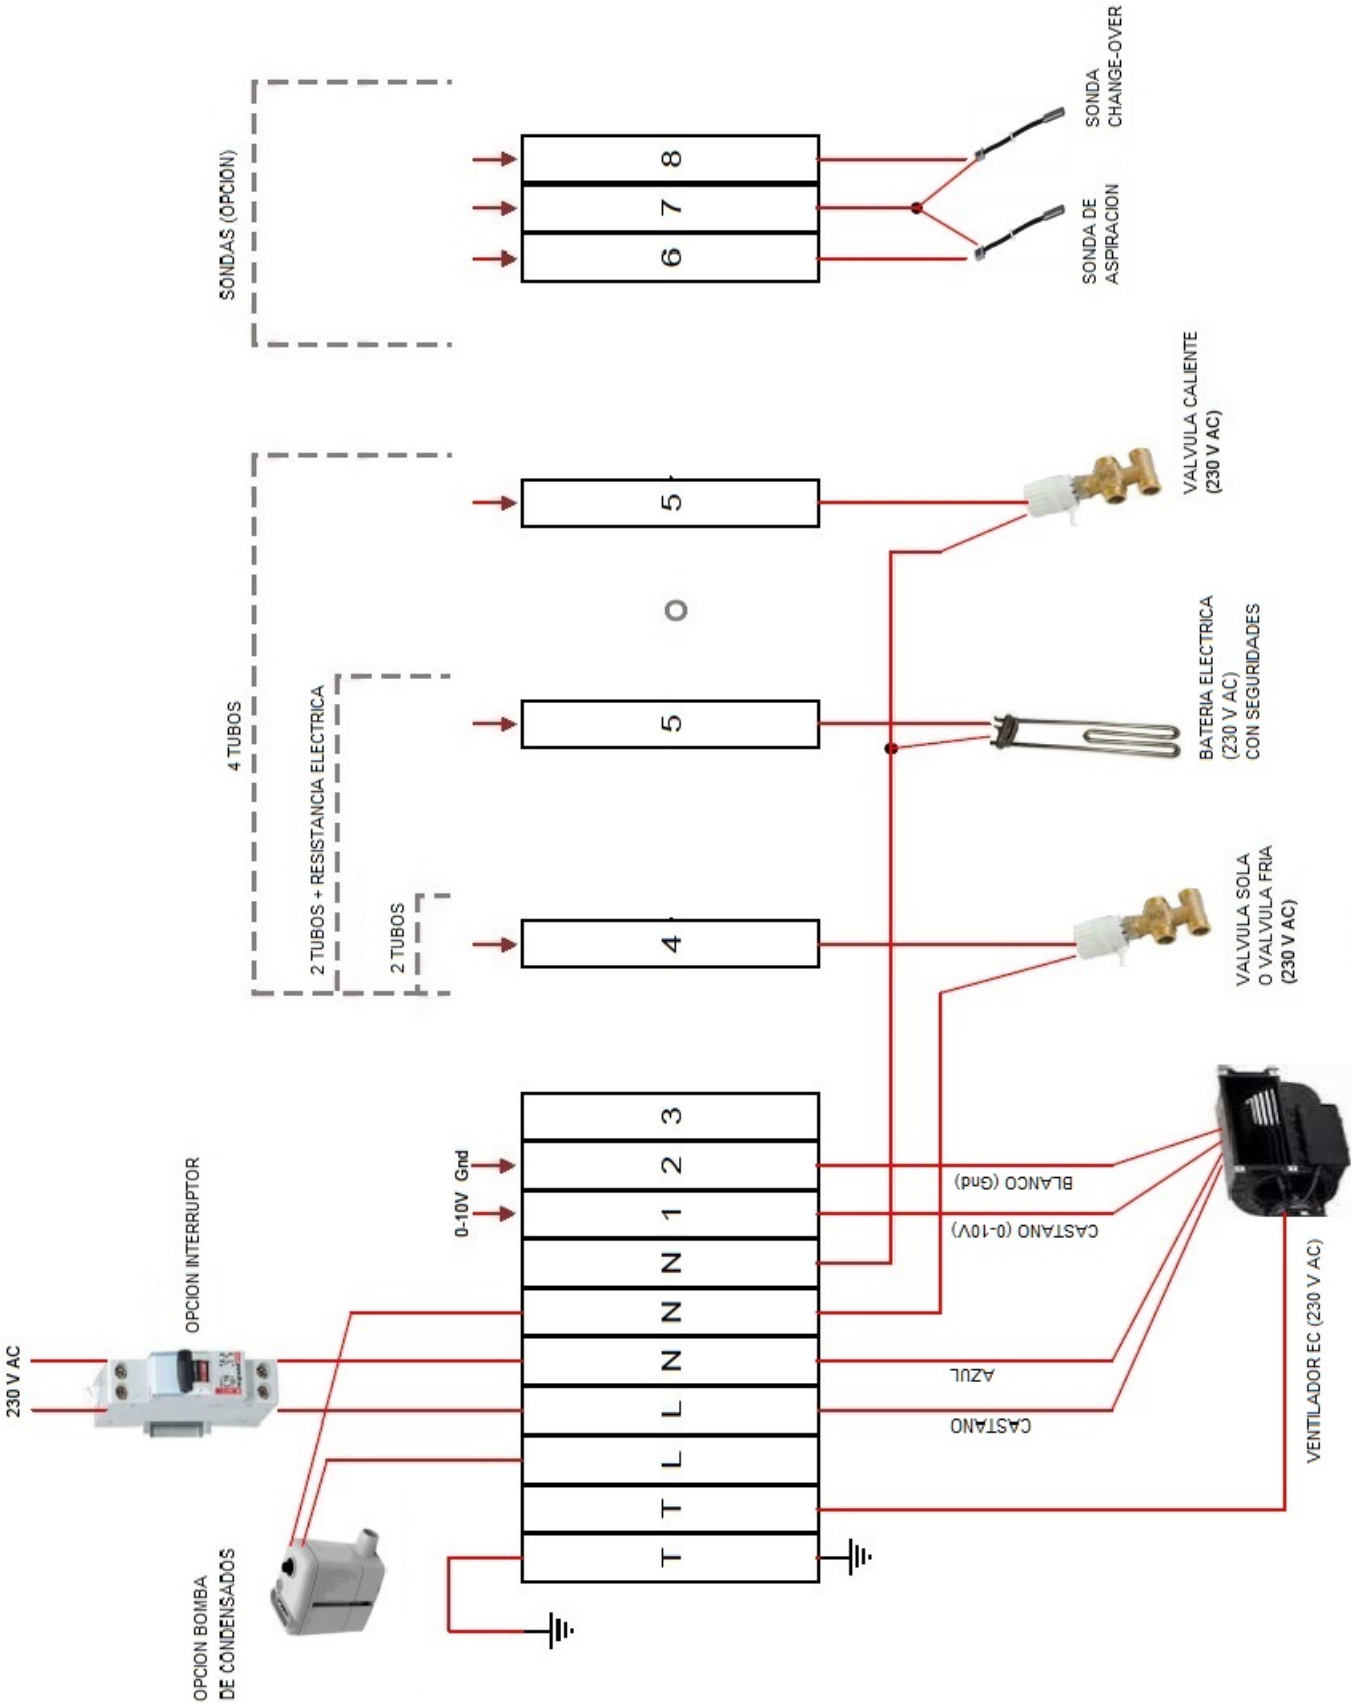 230 V AC
OPCION INTERRUPTOR
OPCION BOMBA
DE CONDENSADOS
4 TUBOS
2 TUBOS + RESISTANCIA ELECTRICA
2 TUBOS
SONDAS (OPCION)
0-10V Gnd
T
T
L
L
N
N
N
1
2
3
4
5
O
5
6
7
8
CASTANO
AZUL
CASTANO (0-10V)
BLANCO (Gnd)
VENTILADOR EC (230 V AC)
VALVULA SOLA
O VALVULA FRIA
(230 V AC)
BATERIA ELECTRICA
(230 V AC)
CON SEGURIDADES
VALVULA CALIENTE
(230 V AC)
SONDA DE
ASPIRACION
SONDA
CHANGE-OVER